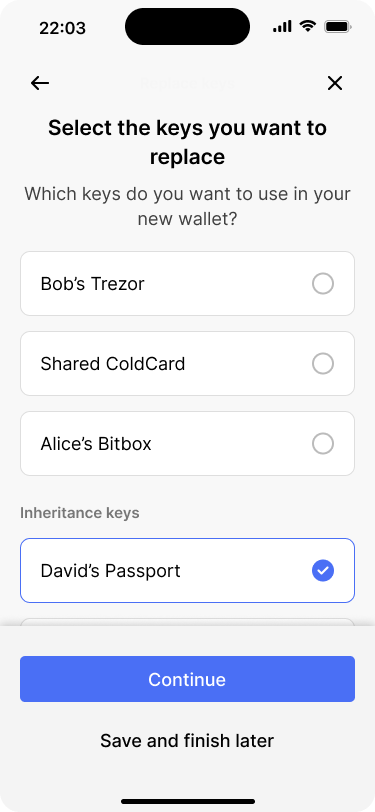 22:03
Select the keys you want to
replace
Which keys do you want to use in your
new wallet?
Bob’s Trezor
Shared ColdCard
Alice’s Bitbox
Inheritance keys
David’s Passport
Continue
Save and finish later